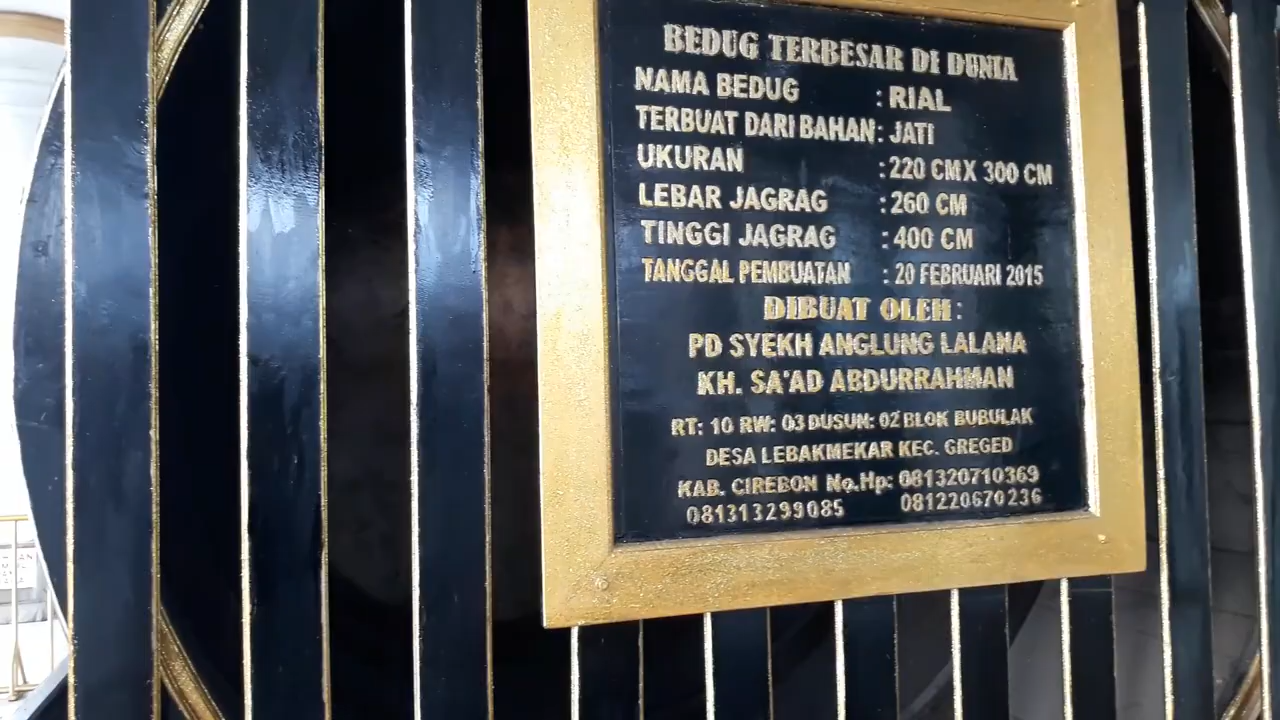 BEDUG TERBESAR DI DUNIA
NAMA BEDUG : RIAL
TERBUAT DARI BAHAN : JATI
UKURAN : 220 CM X 300 CM
LEBAR JAGRAG : 260 CM
TINGGI JAGRAG : 400 CM
TANGGAL PEMBUATAN : 20 FEBRUARI 2015
DIBUAT OLEH :
PD SYEKH ANGLUNG LALANA
KH. SA'AD ABDURRAHMAN
RT: 10 RW: 03 DUSUN: 02 BLOK BUBULAK
DESA LEBAKMEKAR KEC. GREGED
KAB. CIREBON No.Hp: 081320710369
081313299085 081220670236